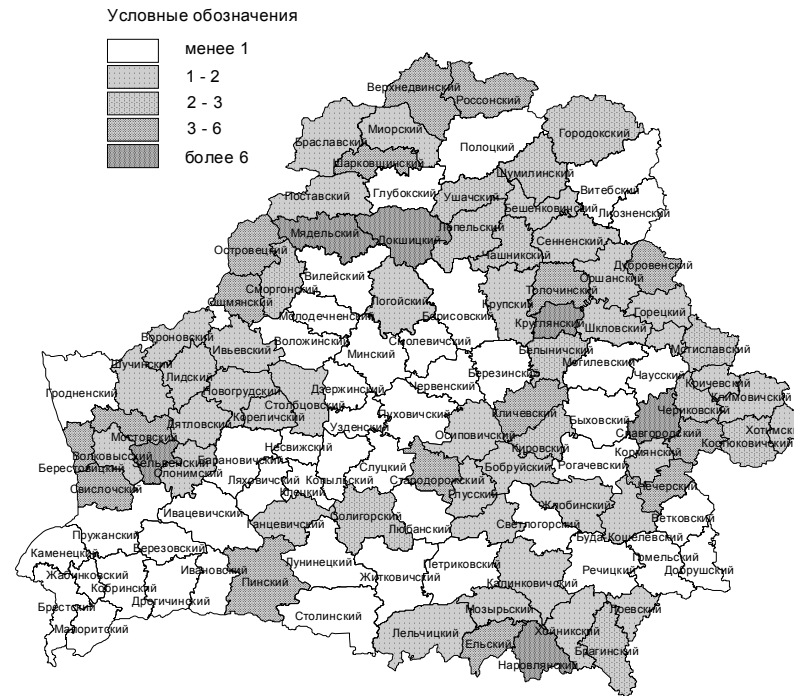 Условные обозначения
менее 1
1 - 2
2 - 3
3 - 6
более 6
Верхнедвинский
Россонский
Миорский
Городокский
Браславский
Полоцкий
Шарковщинский
Шумилинский
Глубокский
Ушачский
Витебский
Поставский
Бешенковичский
Лиозненский
Мядельский
Докшицкий
Лепельский
Сенненский
Островецкий
Чашникский
Дубровенский
Вилейский
Оршанский
Сморгонский
Толочинский
Ошмянский
Логойский
Крупский
Горецкий
Молодечненский
Борисовский
Круглянский
Шкловский
Вороновский
Воложинский
Смолевичский
Мстиславский
Ивьевский
Минский
Белыничский
Могилевский
Щучинский
Лидский
Березинский
Чаусский
Гродненский
Новогрудский
Дзержинский
Червенский
Кричевский
Климовичский
Столбцовский
Кореличский
Пуховичский
Кличевский
Чериковский
Дятловский
Узденский
Быховский
Славгородский
Хотимский
Мостовский
Осиповичский
Костюковичский
Волковысский
Несвижский
Кировский
Кормянский
Берестовицкий
Зельвенский
Барановичский
Слуцкий
Бобруйский
Рогачевский
Слонимский
Ляховичский
Копыльский
Стародорожский
Свислочский
Клецкий
Глусский
Чечерский
Ивацевичский
Жлобинский
Ганцевичский
Солигорский
Любанский
Светлогорский
Ветковский
Пружанский
Буда-Кошелевский
Каменецкий
Березовский
Лунинецкий
Петриковский
Гомельский
Жабинковский
Ивановский
Пинский
Житковичский
Речицкий
Добрушский
Кобринский
Калинковичский
Брестский
Дрогичинский
Столинский
Мозырьский
Лоевский
Малоритский
Лельчицкий
Хойникский
Ельский
Брагинский
Наровлянский